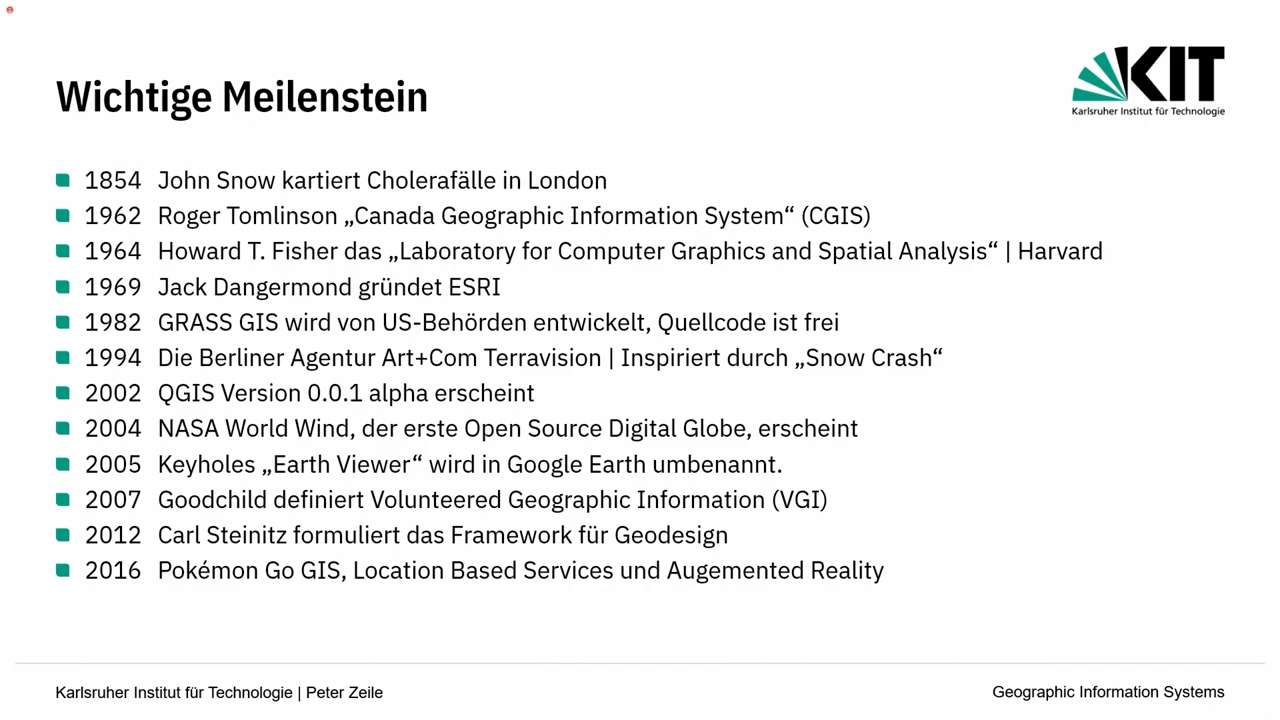 KIT
Karlsruher Institut für Technologie
Wichtige Meilenstein
1854 John Snow kartiert Cholerafälle in London
1962 Roger Tomlinson „Canada Geographic Information System“ (CGIS)
1964 Howard T. Fisher das „Laboratory for Computer Graphics and Spatial Analysis“ | Harvard
1969 Jack Dangermond gründet ESRI
1982 GRASS GIS wird von US-Behörden entwickelt, Quellcode ist frei
1994 Die Berliner Agentur Art+Com Terravision | Inspiriert durch „Snow Crash“
2002 QGIS Version 0.0.1 alpha erscheint
2004 NASA World Wind, der erste Open Source Digital Globe, erscheint
2005 Keyholes „Earth Viewer“ wird in Google Earth umbenannt.
2007 Goodchild definiert Volunteered Geographic Information (VGI)
2012 Carl Steinitz formuliert das Framework für Geodesign
2016 Pokémon Go GIS, Location Based Services und Augemented Reality
Karlsruher Institut für Technologie | Peter Zeile
Geographic Information Systems